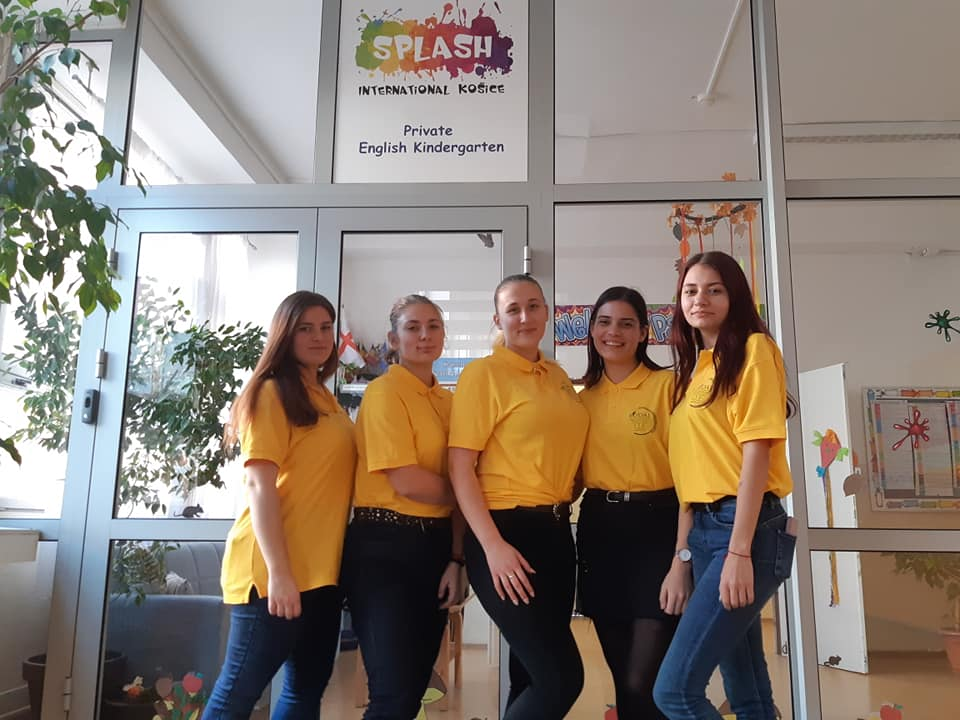 SPLASH
INTERNATIONAL KOŠICE
Private
English Kindergarten